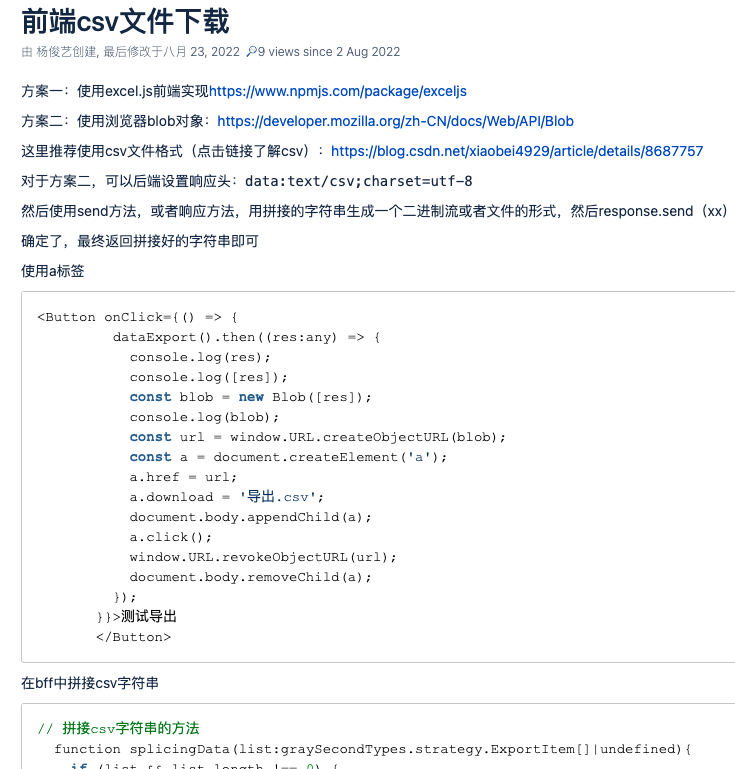 前端csv文件下载
由 杨俊艺创建, 最后修改于八月 23, 2022 9 views since 2 Aug 2022
方案一：使用excel.js前端实现https://www.npmjs.com/package/exceljs
方案二：使用浏览器blob对象：https://developer.mozilla.org/zh-CN/docs/Web/API/Blob
这里推荐使用csv文件格式（点击链接了解csv）：https://blog.csdn.net/xiaobei4929/article/details/8687757
对于方案二，可以后端设置响应头：data:text/csv;charset=utf-8
然后使用send方法，或者响应方法，用拼接的字符串生成一个二进制流或者文件的形式，然后response.send（xx）
确定了，最终返回拼接好的字符串即可
使用a标签
<Button onClick={() => {
dataExport().then((res:any) => {
console.log(res);
console.log([res]);
const blob = new Blob([res]);
console.log(blob);
const url = window.URL.createObjectURL(blob);
const a = document.createElement('a');
a.href = url;
a.download = '导出.csv';
document.body.appendChild(a);
a.click();
window.URL.revokeObjectURL(url);
document.body.removeChild(a);
});
}}>测试导出
</Button>
在bff中拼接csv字符串
// 拼接csv字符串的方法
function splicingData(list:graySecondTypes.strategy.ExportItem[]|undefined){
if (list && list.length !== 0) {